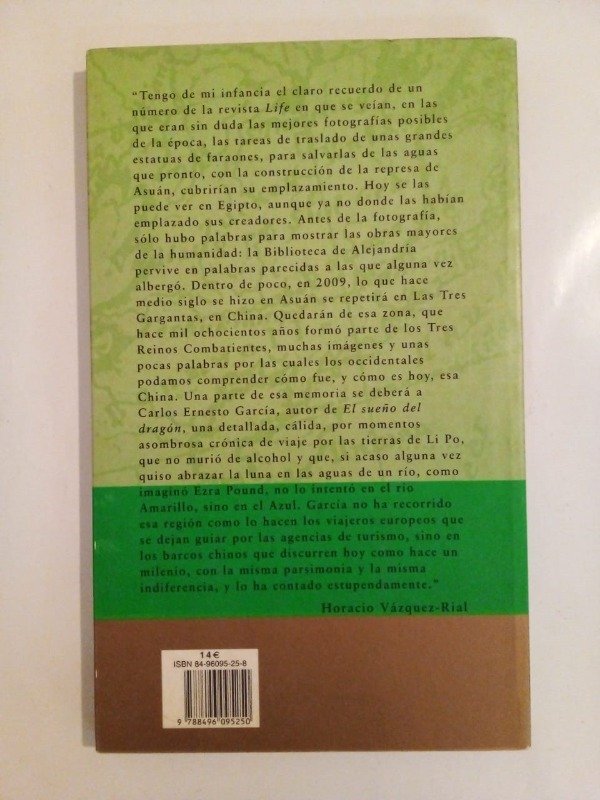 “Tengo de mi infancia el claro recuerdo de un
número de la revista Life en que se veían, en las
que eran sin duda las mejores fotografías posibles
de la época, las tareas de traslado de unas grandes
estatuas de faraones, para salvarlas de las aguas
que pronto, con la construcción de la represa de
Asuán, cubrirían su emplazamiento. Hoy se las
puede ver en Egipto, aunque ya no donde las habían
emplazado sus creadores. Antes de la fotografía,
sólo hubo palabras para mostrar las obras mayores
de la humanidad: la Biblioteca de Alejandría
pervive en palabras parecidas a las que alguna vez
albergó. Dentro de poco, en 2009, lo que hace
medio siglo se hizo en Asuán se repetirá en Las Tres
Gargantas, en China. Quedarán de esa zona, que
hace mil ochocientos años formó parte de los Tres
Reinos Combatientes, muchas imágenes y unas
pocas palabras por las cuales los occidentales
podamos comprender cómo fue, y cómo es hoy, esa
China. Una parte de esa memoria se deberá a
Carlos Ernesto García, autor de El sueño del
dragón, una detallada, cálida, por momentos
asombrosa crónica de viaje por las tierras de Li Po,
que no murió de alcohol y que, si acaso alguna vez
quiso abrazar la luna en las aguas de un río, como
imaginó Ezra Pound, no lo intentó en el río
Amarillo, sino en el Azul. García no ha recorrido
esa región como lo hacen los viajeros europeos que
se dejan guiar por las agencias de turismo, sino en
los barcos chinos que discurren hoy como hace un
milenio, con la misma parsimonia y la misma
indiferencia, y lo ha contado estupendamente.”
Horacio Vázquez-Rial
14€
ISBN 84-96095-25-8
9 788496 095250